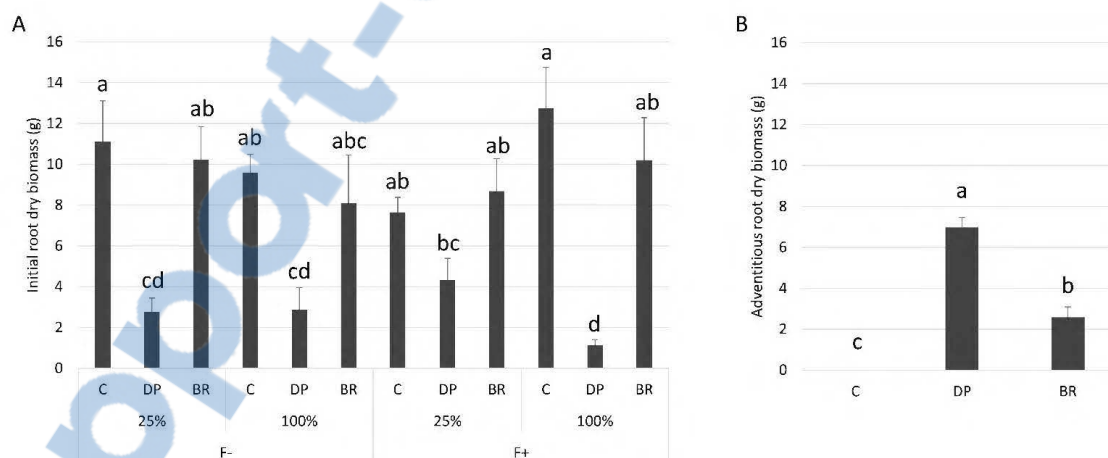 A
B
Initial root dry biomass (g)
16
14
12
10
8
6
4
2
0
a
cd
ab
ab
cd
abc
ab
bc
ab
a
d
ab
C DP BR C DP BR C DP BR C DP BR
25% 100% 25% 100%
F- F+
Adventitious root dry biomass (g)
16
14
12
10
8
6
4
2
0
c
a
b
C DP BR